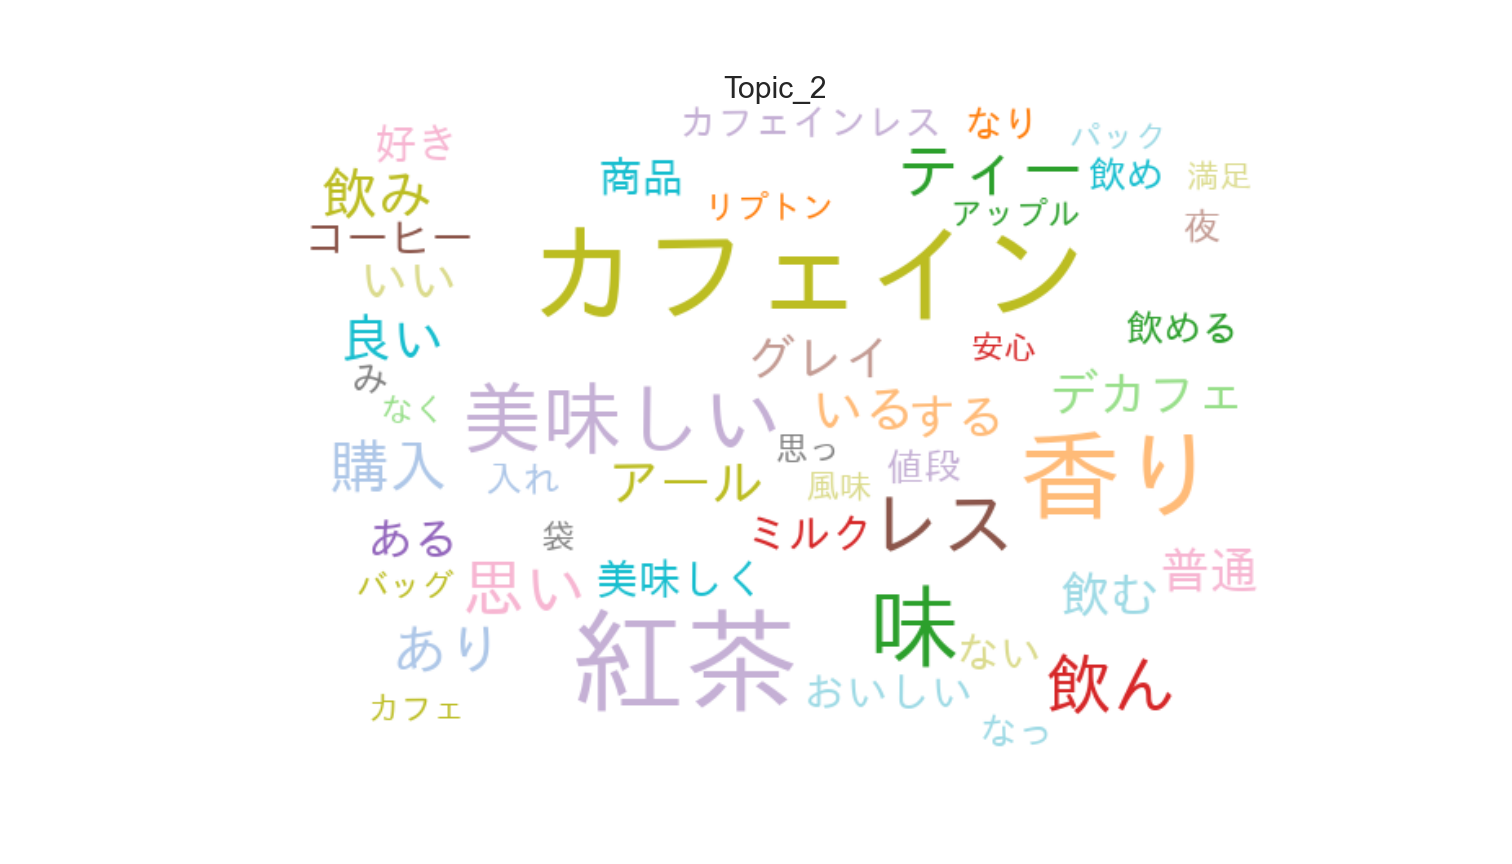 Topic_2
カフェインレス
なり
パック
好き
商品
ティー
飲め
満足
飲み
リプトン
アップル
夜
コーヒー
カフェイン
いい
良い
グレイ
安心
飲める
み
なく
美味しい
いる
する
デカフェ
購入
入れ
アール
思っ
風味
値段
香り
ある
袋
ミルク
レス
バッグ
思い
美味しく
飲む
普通
あり
紅茶
味
ない
飲ん
カフェ
おいしい
なっ